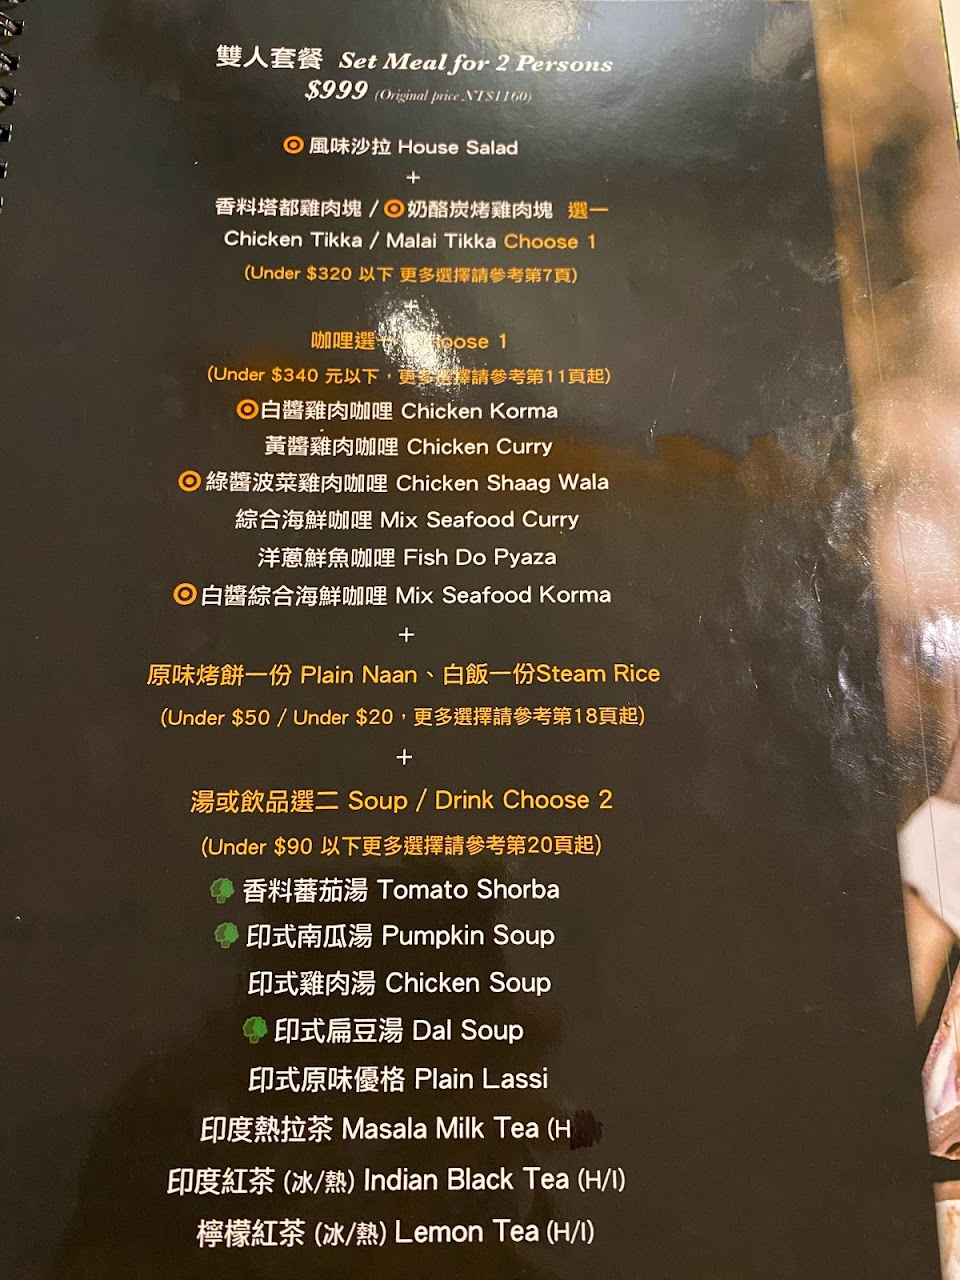 雙人套餐 Set Meal for 2 Persons
$999 (Original price NT$1160)
風味沙拉 House Salad
+
香料塔都雞肉塊 / 奶酪炭烤雞肉塊 選一
Chicken Tikka / Malai Tikka Choose 1
(Under $320 以下 更多選擇請參考第7頁)
+
咖哩選一 Choose 1
(Under $340 元以下,更多選擇請參考第11頁起)
白醬雞肉咖哩 Chicken Korma
黃醬雞肉咖哩 Chicken Curry
綠醬波菜雞肉咖哩 Chicken Shaag Wala
綜合海鮮咖哩 Mix Seafood Curry
洋蔥鮮魚咖哩 Fish Do Pyaza
白醬綜合海鮮咖哩 Mix Seafood Korma
+
原味烤餅一份 Plain Naan、白飯一份Steam Rice
(Under $50 / Under $20,更多選擇請參考第18頁起)
+
湯或飲品選二 Soup / Drink Choose 2
(Under $90 以下更多選擇請參考第20頁起)
香料蕃茄湯 Tomato Shorba
印式南瓜湯 Pumpkin Soup
印式雞肉湯 Chicken Soup
印式扁豆湯 Dal Soup
印式原味優格 Plain Lassi
印度熱拉茶 Masala Milk Tea (H
印度紅茶 (冰/熱) Indian Black Tea (H/I)
檸檬紅茶 (冰/熱) Lemon Tea (H/I)